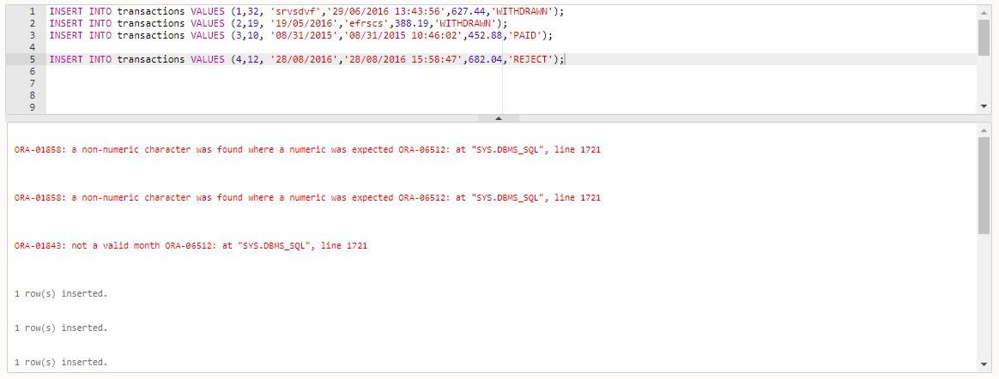 1 INSERT INTO transactions VALUES (1,32, 'srvsdvf','29/06/2016 13:43:56',627.44,'WITHDRAWN');
2 INSERT INTO transactions VALUES (2,19, '19/05/2016','efrscs',388.19,'WITHDRAWN');
3 INSERT INTO transactions VALUES (3,10, '08/31/2015','08/31/2015 10:46:02',452.88,'PAID');
4
5 INSERT INTO transactions VALUES (4,12, '28/08/2016','28/08/2016 15:58:47',682.04,'REJECT');
6
7
8
9
ORA-01858: a non-numeric character was found where a numeric was expected ORA-06512: at "SYS.DBMS_SQL", line 1721
ORA-01858: a non-numeric character was found where a numeric was expected ORA-06512: at "SYS.DBMS_SQL", line 1721
ORA-01843: not a valid month ORA-06512: at "SYS.DBMS_SQL", line 1721
1 row(s) inserted.
1 row(s) inserted.
1 row(s) inserted.